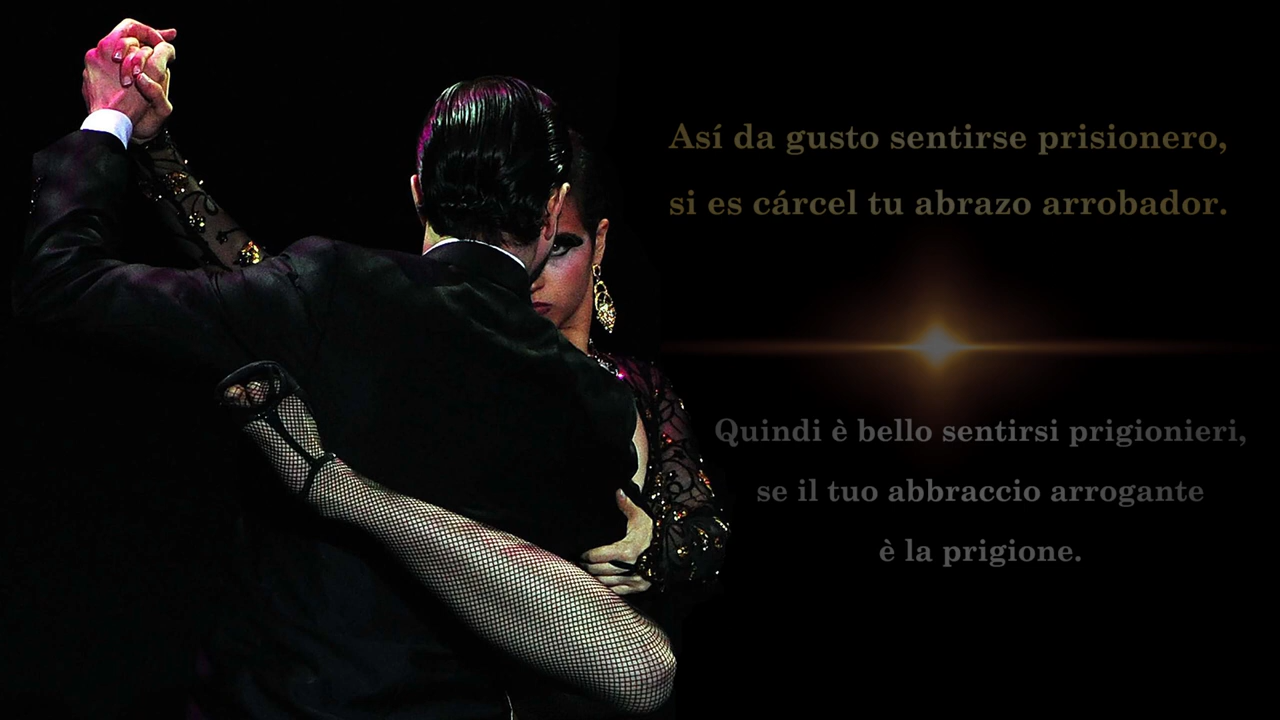 Así da gusto sentirse prisionero,
si es cárcel tu abrazo arrobador.
Quindi è bello sentirsi prigionieri,
se il tuo abbraccio arrogante
è la prigione.